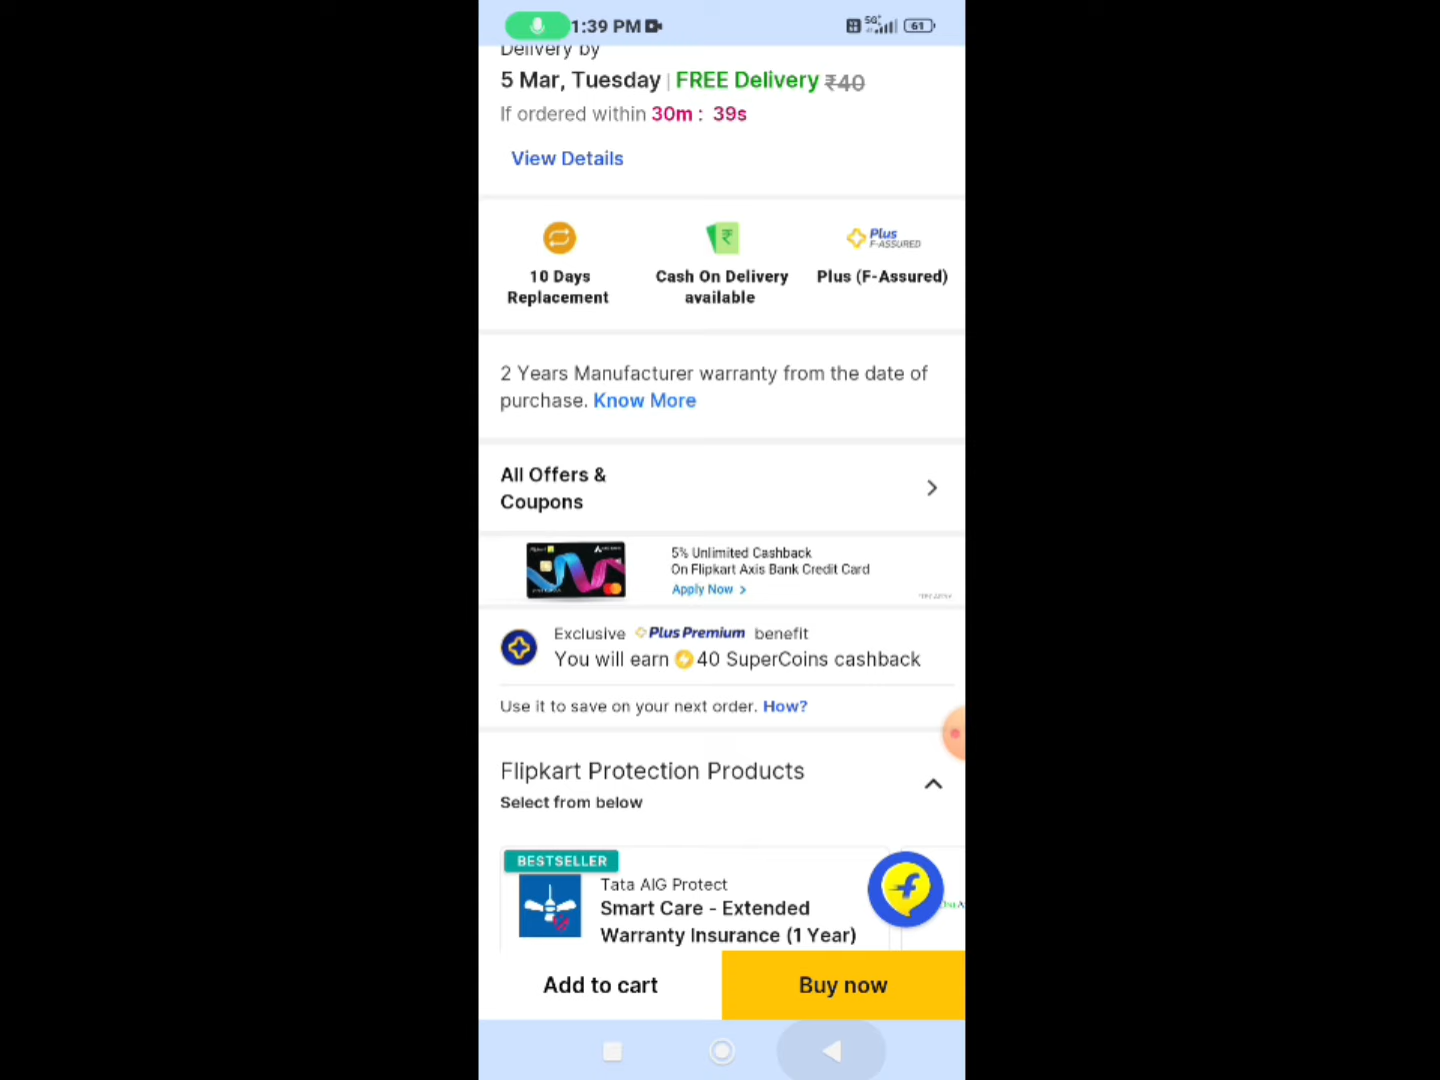 1:39 PM
5G
61
Delivery by
5 Mar, Tuesday | FREE Delivery ₹40
If ordered within 30m : 39s
View Details
Plus
F-ASSURED
10 Days
Replacement
Cash On Delivery
available
Plus (F-Assured)
2 Years Manufacturer warranty from the date of
purchase. Know More
All Offers &
Coupons
5% Unlimited Cashback
On Flipkart Axis Bank Credit Card
Apply Now >
Exclusive Plus Premium benefit
You will earn 40 SuperCoins cashback
Use it to save on your next order. How?
Flipkart Protection Products
Select from below
BESTSELLER
Tata AIG Protect
Smart Care - Extended
Warranty Insurance (1 Year)
Add to cart
Buy now